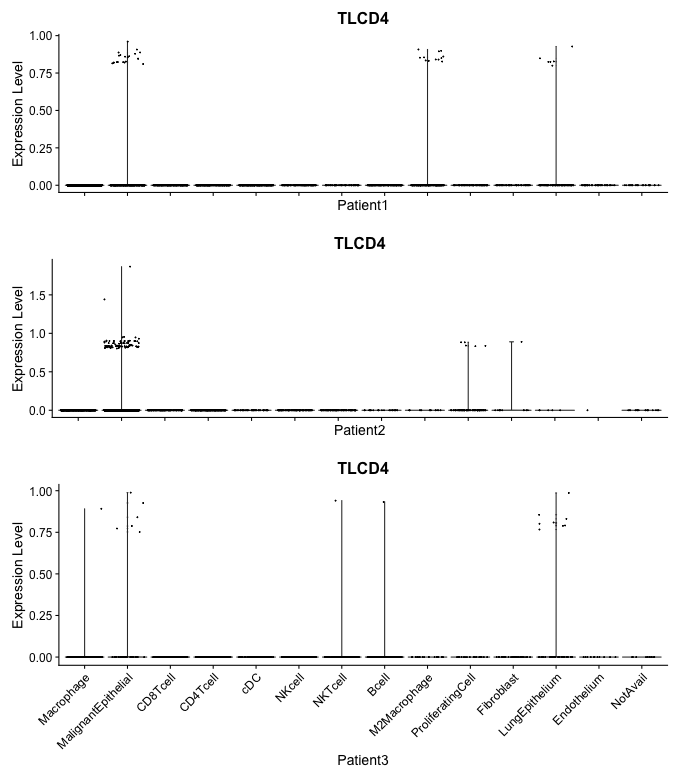 TLCD4
Expression Level
1.00
0.75
0.50
0.25
0.00
Patient1
TLCD4
Expression Level
1.5
1.0
0.5
0.0
Patient2
TLCD4
Expression Level
1.00
0.75
0.50
0.25
0.00
Macrophage
MalignantEpithelial
CD8Tcell
CD4Tcell
cDC
NKcell
NKTcell
Bcell
M2Macrophage
ProliferatingCell
Fibroblast
LungEpithelium
Endothelium
NotAvail
Patient3